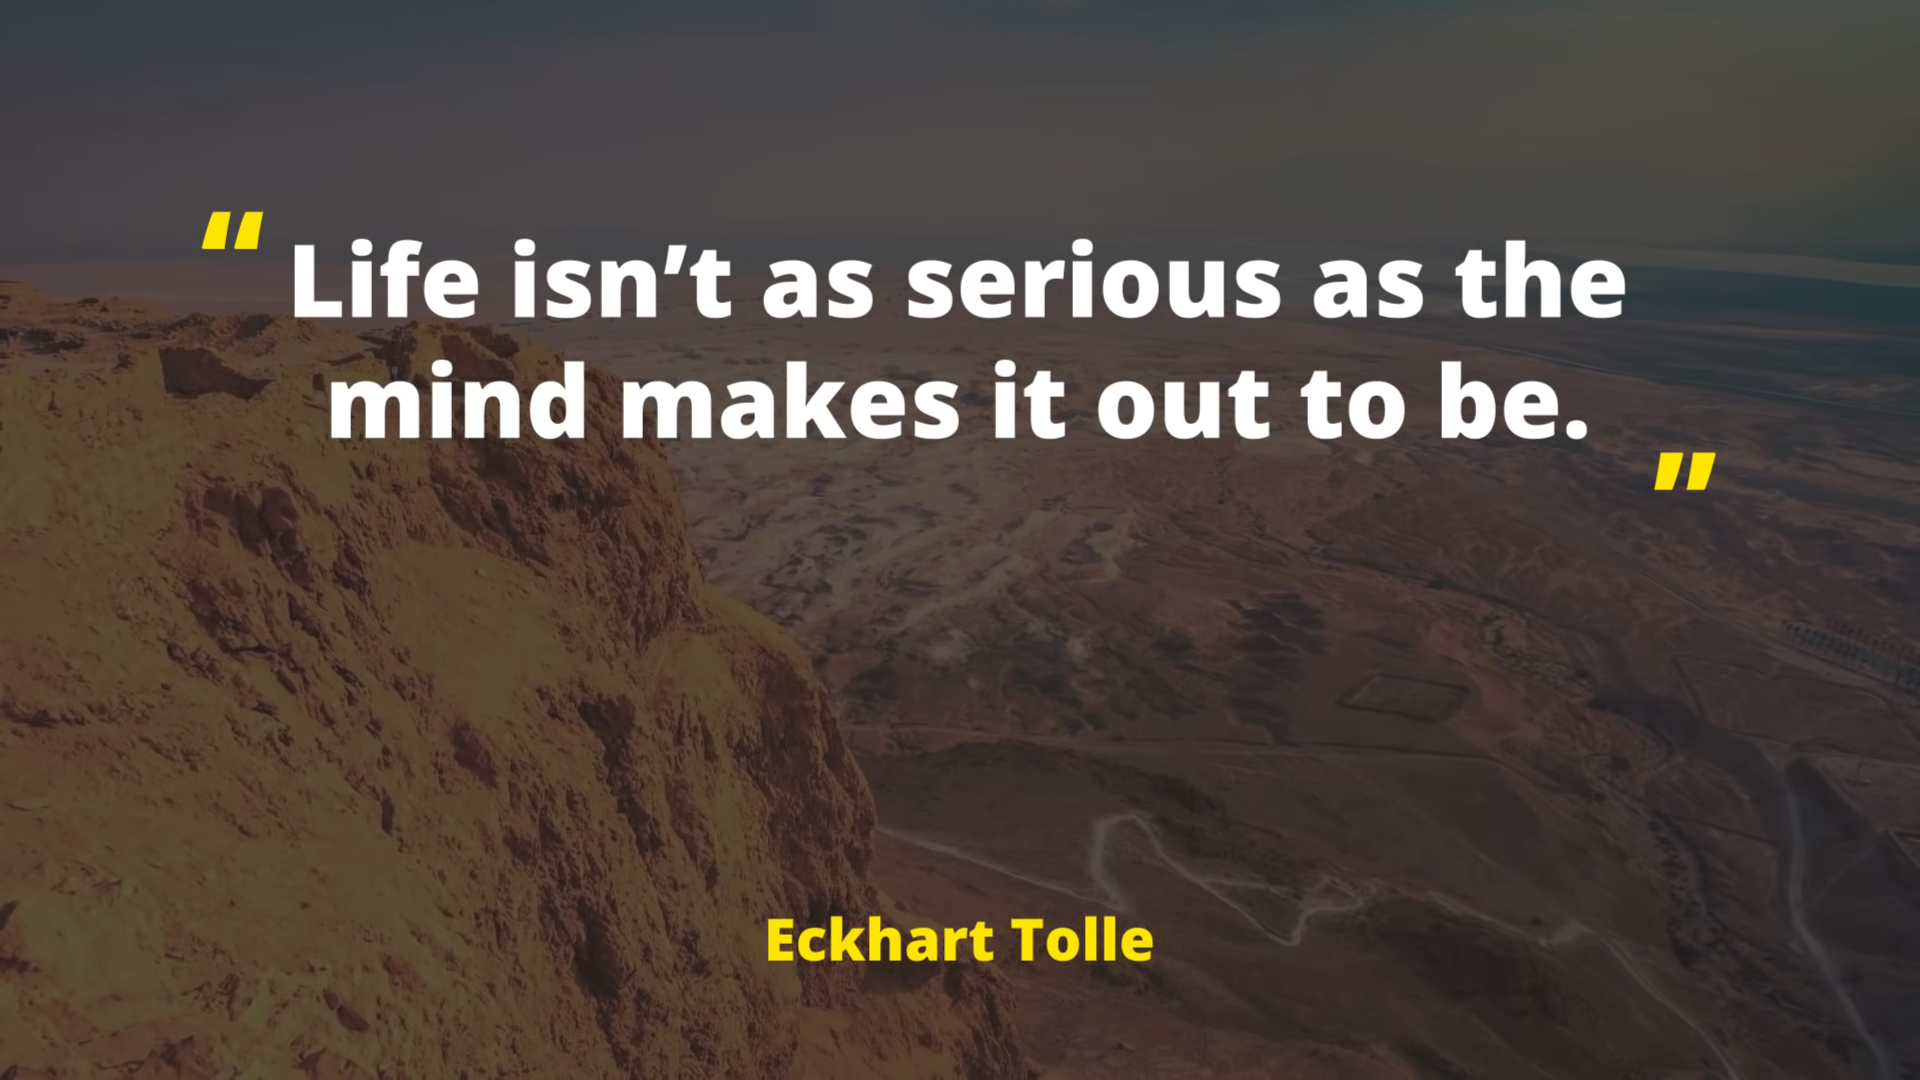 “ Life isn’t as serious as the
mind makes it out to be. ”
Eckhart Tolle